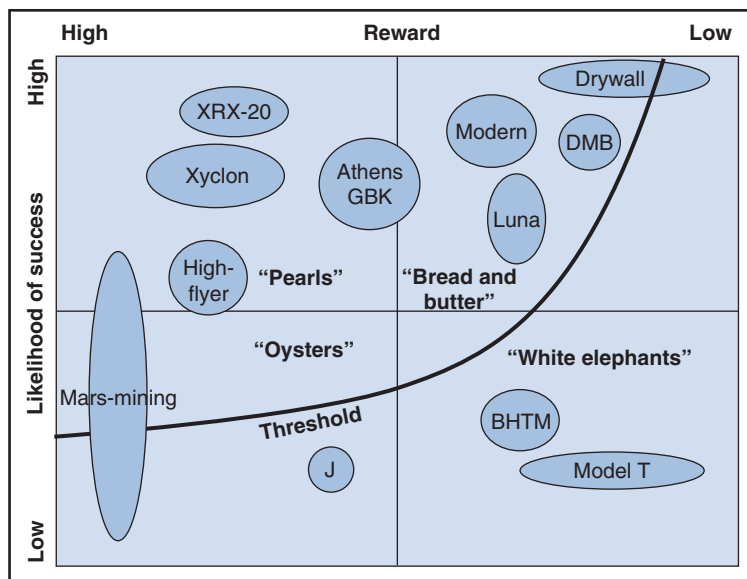 High Reward Low
High
Drywall
XRX-20
Modern
DMB
Xyclon
Athens
GBK
Luna
High-
flyer
“Pearls”
“Bread and
butter”
Likelihood of success
“Oysters”
“White elephants”
Mars-mining
Threshold
BHTM
J
Model T
Low